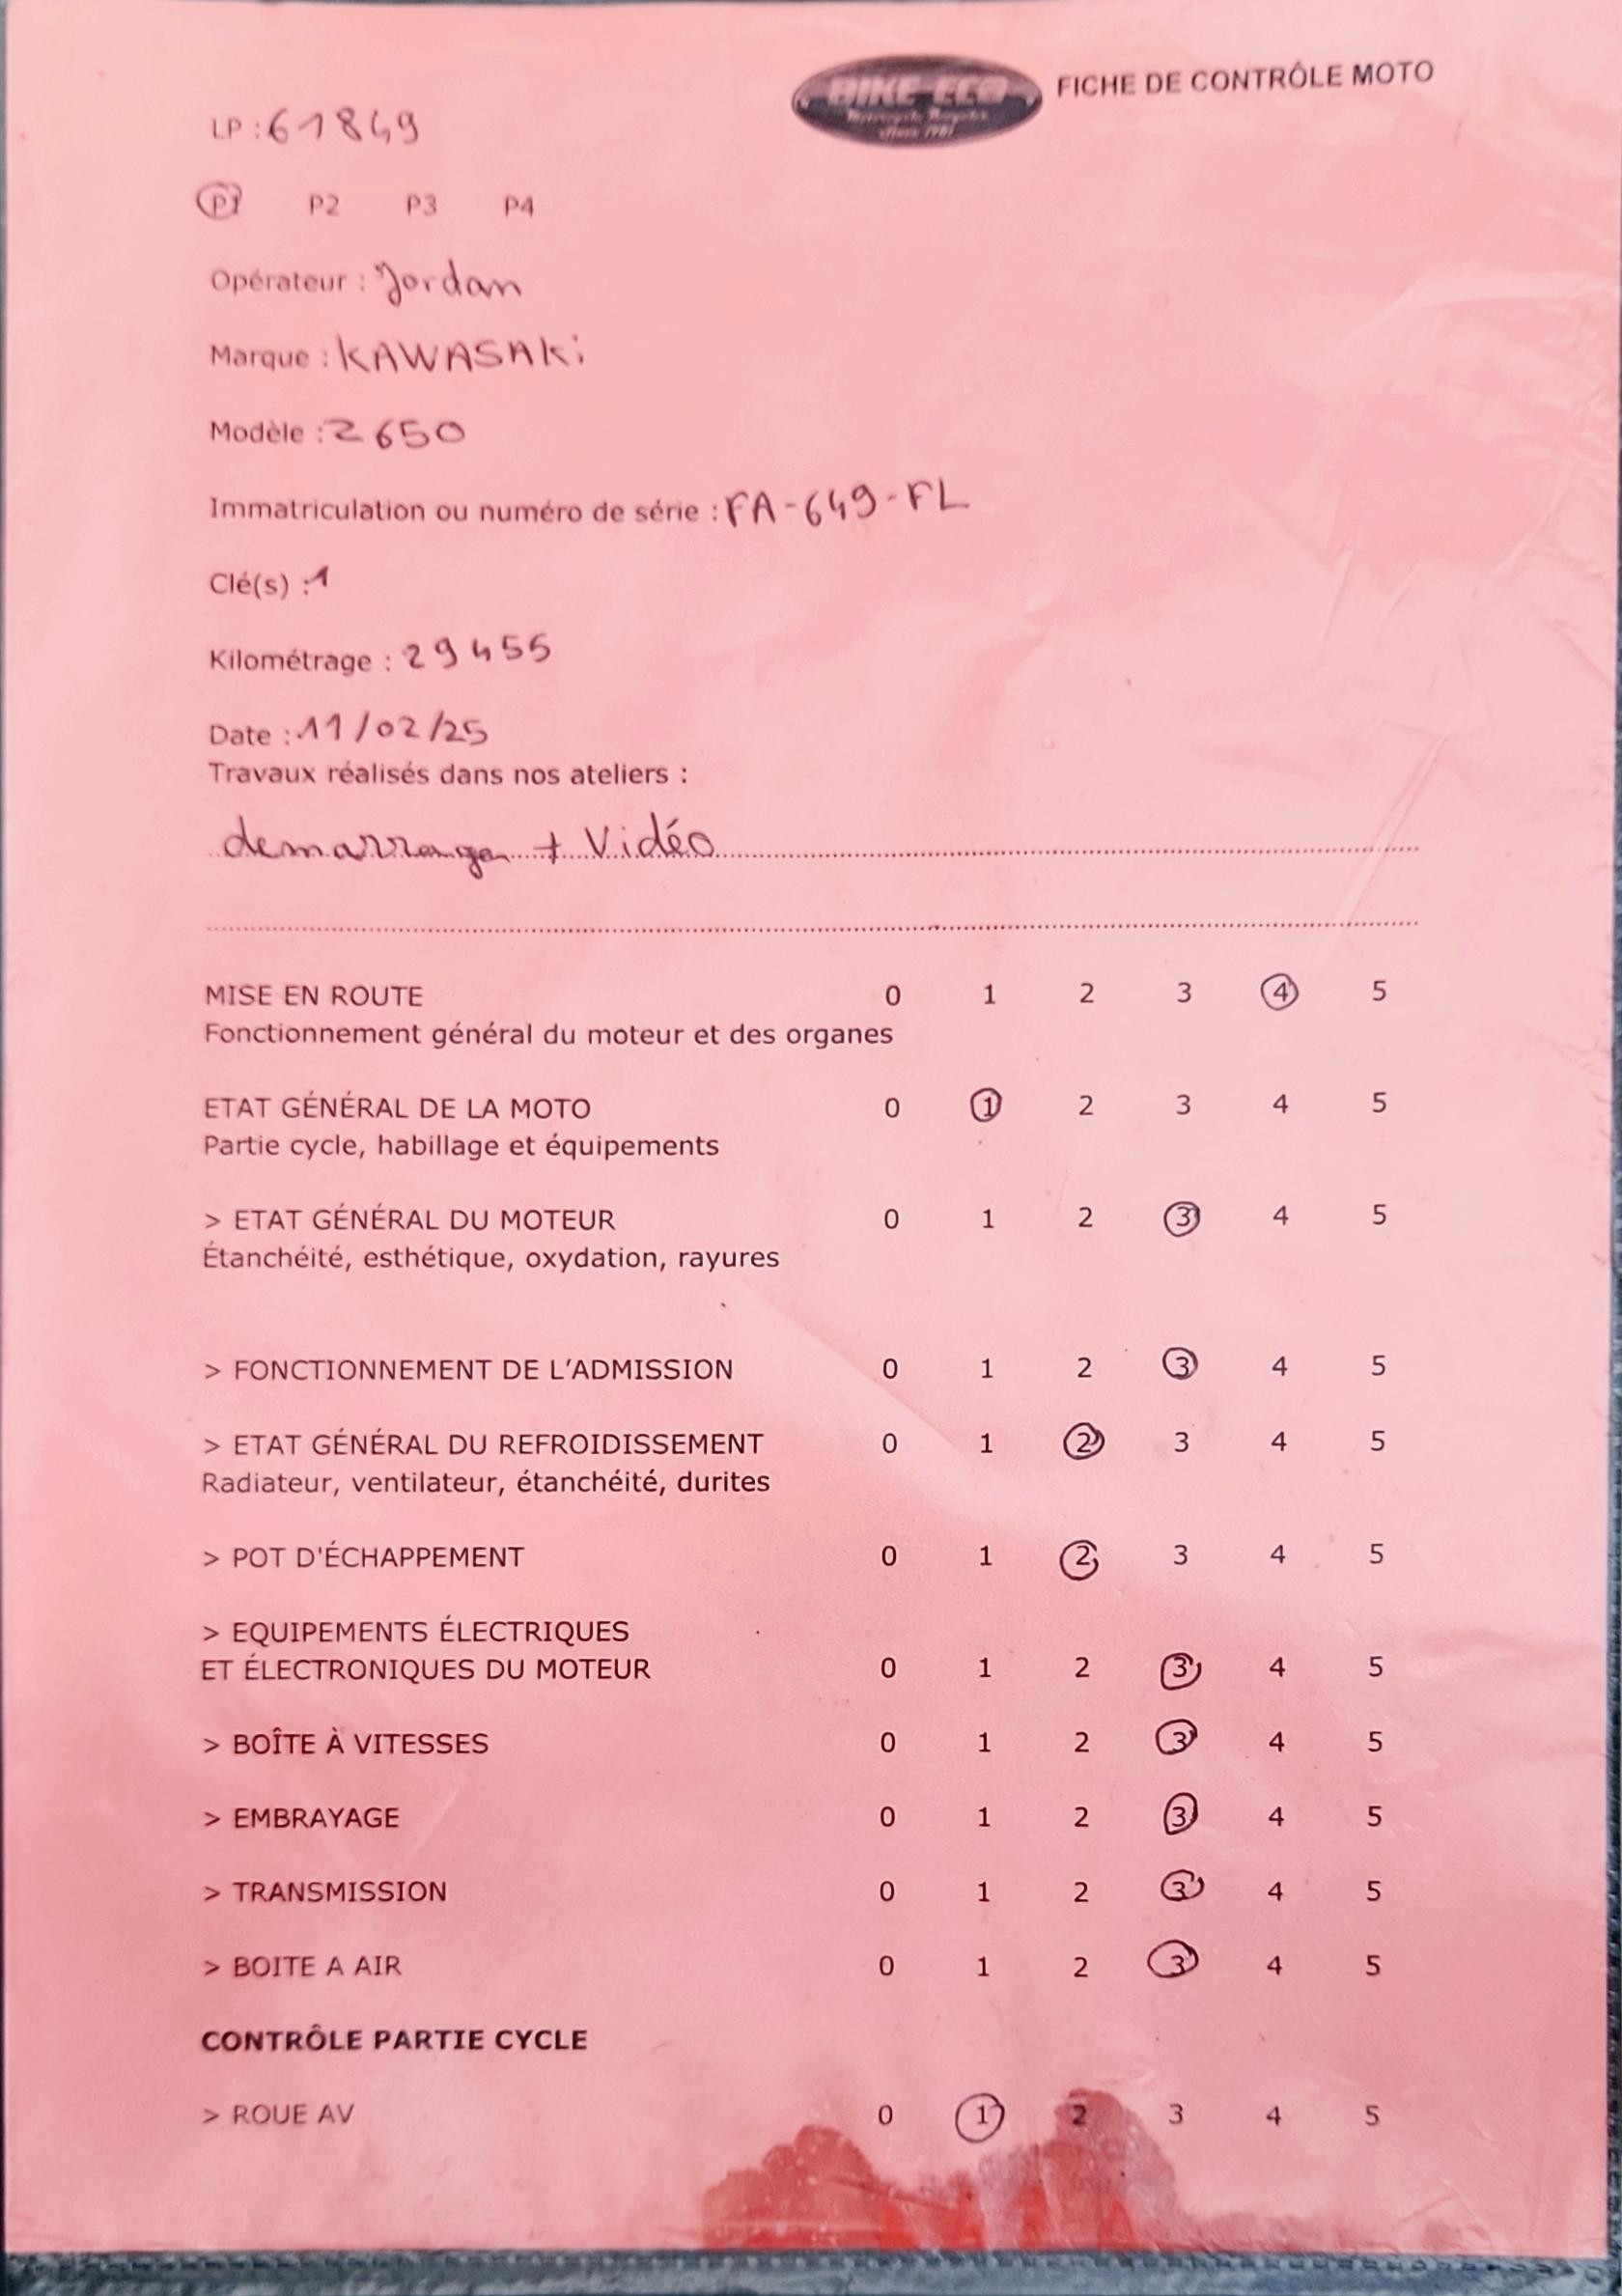 BIKE ECO
FICHE DE CONTRÔLE MOTO
LP : 61849
P1 P2 P3 P4
Opérateur : Jordan
Marque : KAWASAKi
Modèle : Z 650
Immatriculation ou numéro de série : FA-649-FL
Clé(s) : 1
Kilométrage : 29455
Date : 11/02/25
Travaux réalisés dans nos ateliers :
demarrage + Vidéo
MISE EN ROUTE 0 1 2 3 4 5
Fonctionnement général du moteur et des organes
ETAT GÉNÉRAL DE LA MOTO 0 1 2 3 4 5
Partie cycle, habillage et équipements
> ETAT GÉNÉRAL DU MOTEUR 0 1 2 3 4 5
Étanchéité, esthétique, oxydation, rayures
> FONCTIONNEMENT DE L'ADMISSION 0 1 2 3 4 5
> ETAT GÉNÉRAL DU REFROIDISSEMENT 0 1 2 3 4 5
Radiateur, ventilateur, étanchéité, durites
> POT D'ÉCHAPPEMENT 0 1 2 3 4 5
> EQUIPEMENTS ÉLECTRIQUES
ET ÉLECTRONIQUES DU MOTEUR 0 1 2 3 4 5
> BOÎTE À VITESSES 0 1 2 3 4 5
> EMBRAYAGE 0 1 2 3 4 5
> TRANSMISSION 0 1 2 3 4 5
> BOITE A AIR 0 1 2 3 4 5
CONTRÔLE PARTIE CYCLE
> ROUE AV 0 1 2 3 4 5